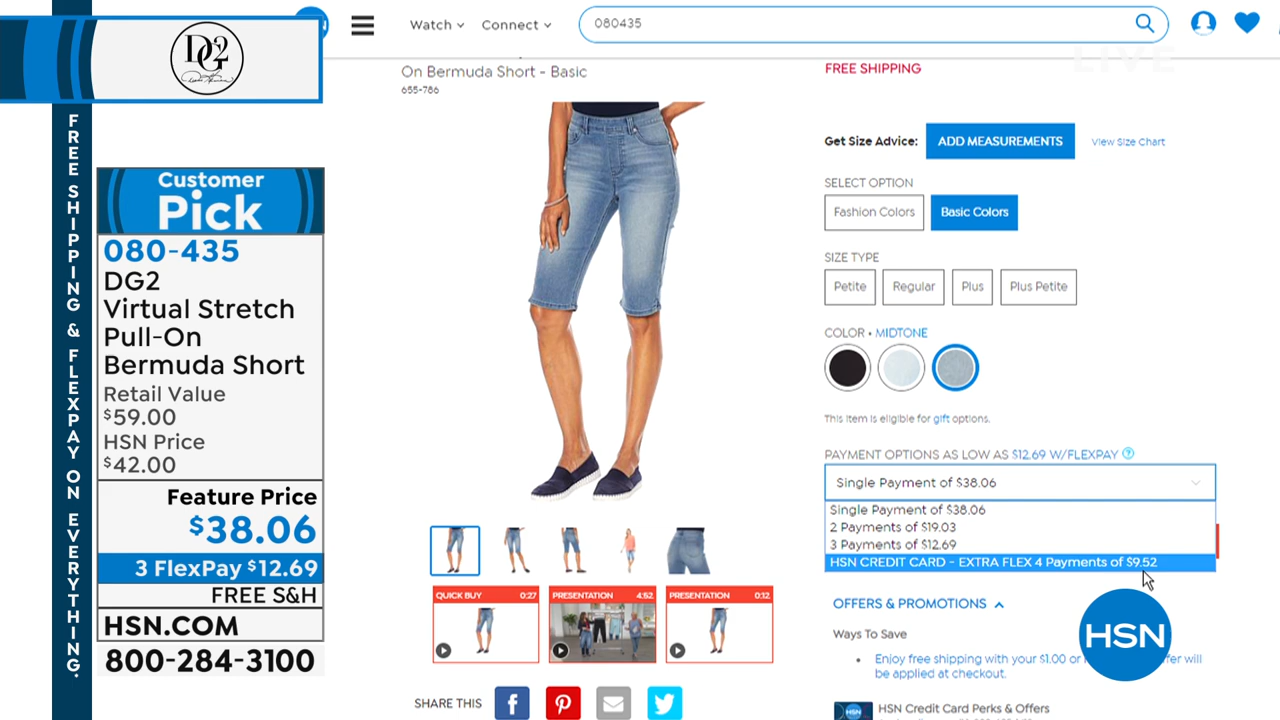 DG2
FREE SHIPPING & FLEXPAY ON EVERYTHING.
Customer
Pick
080-435
DG2
Virtual Stretch
Pull-On
Bermuda Short
Retail Value
$59.00
HSN Price
$42.00
Feature Price
$38.06
3 FlexPay $12.69
FREE S&H
HSN.COM
800-284-3100
Watch
Connect
080435
LIVE
On Bermuda Short - Basic
655-786
FREE SHIPPING
Get Size Advice:
ADD MEASUREMENTS
View Size Chart
SELECT OPTION
Fashion Colors
Basic Colors
SIZE TYPE
Petite
Regular
Plus
Plus Petite
COLOR • MIDTONE
This item is eligible for gift options.
PAYMENT OPTIONS AS LOW AS $12.69 W/FLEXPAY ?
Single Payment of $38.06
Single Payment of $38.06
2 Payments of $19.03
3 Payments of $12.69
HSN CREDIT CARD - EXTRA FLEX 4 Payments of $9.52
QUICK BUY 0:27
PRESENTATION 4:52
PRESENTATION 0:12
OFFERS & PROMOTIONS
Ways To Save
• Enjoy free shipping with your $1.00 or will
be applied at checkout.
HSN
HSN
HSN Credit Card Perks & Offers
SHARE THIS